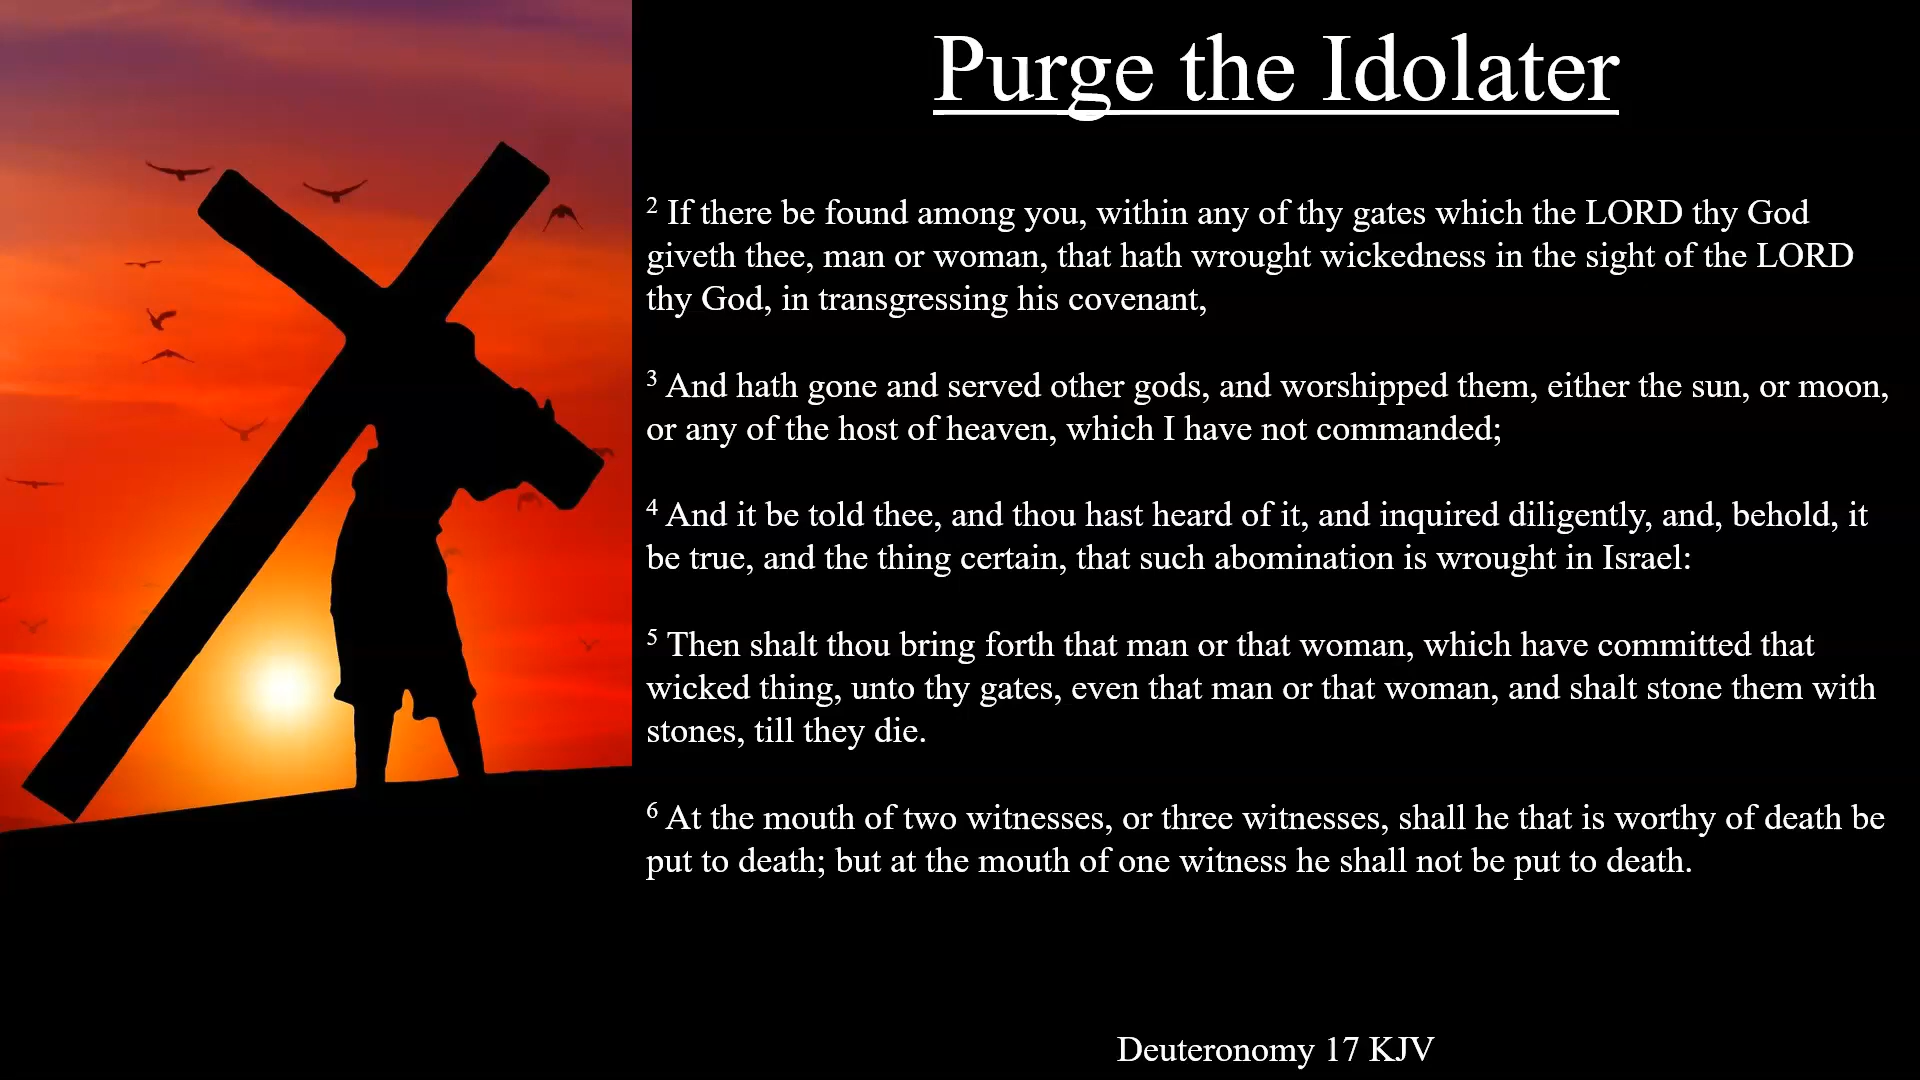 Purge the Idolater
2 If there be found among you, within any of thy gates which the LORD thy God
giveth thee, man or woman, that hath wrought wickedness in the sight of the LORD
thy God, in transgressing his covenant,
3 And hath gone and served other gods, and worshipped them, either the sun, or moon,
or any of the host of heaven, which I have not commanded;
4 And it be told thee, and thou hast heard of it, and inquired diligently, and, behold, it
be true, and the thing certain, that such abomination is wrought in Israel:
5 Then shalt thou bring forth that man or that woman, which have committed that
wicked thing, unto thy gates, even that man or that woman, and shalt stone them with
stones, till they die.
6 At the mouth of two witnesses, or three witnesses, shall he that is worthy of death be
put to death; but at the mouth of one witness he shall not be put to death.
Deuteronomy 17 KJV